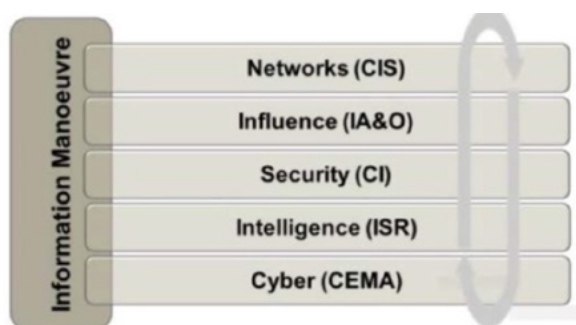 Information Manoeuvre
Networks (CIS)
Influence (IA&O)
Security (CI)
Intelligence (ISR)
Cyber (CEMA)